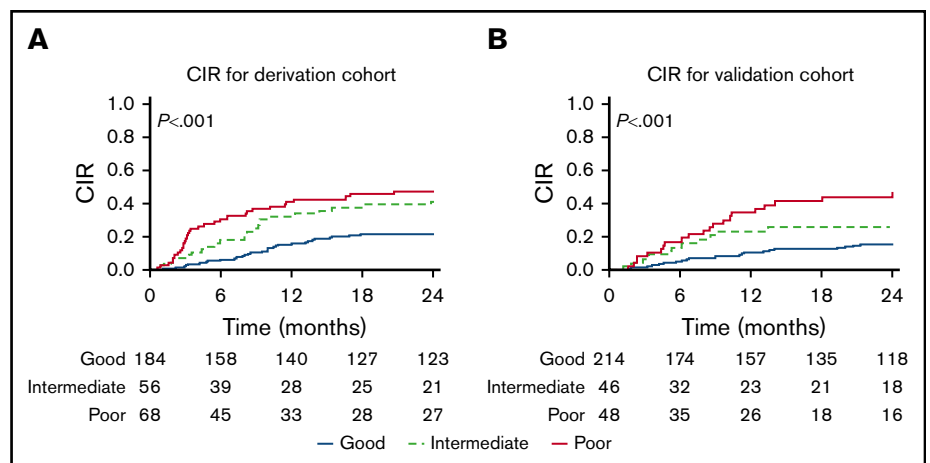 A
CIR for derivation cohort
P<.001
CIR
1.0
0.8
0.6
0.4
0.2
0.0
0 6 12 18 24
Time (months)
Good 184 158 140 127 123
Intermediate 56 39 28 25 21
Poor 68 45 33 28 27
B
CIR for validation cohort
P<.001
CIR
1.0
0.8
0.6
0.4
0.2
0.0
0 6 12 18 24
Time (months)
Good 214 174 157 135 118
Intermediate 46 32 23 21 18
Poor 48 35 26 18 16
Good Intermediate Poor